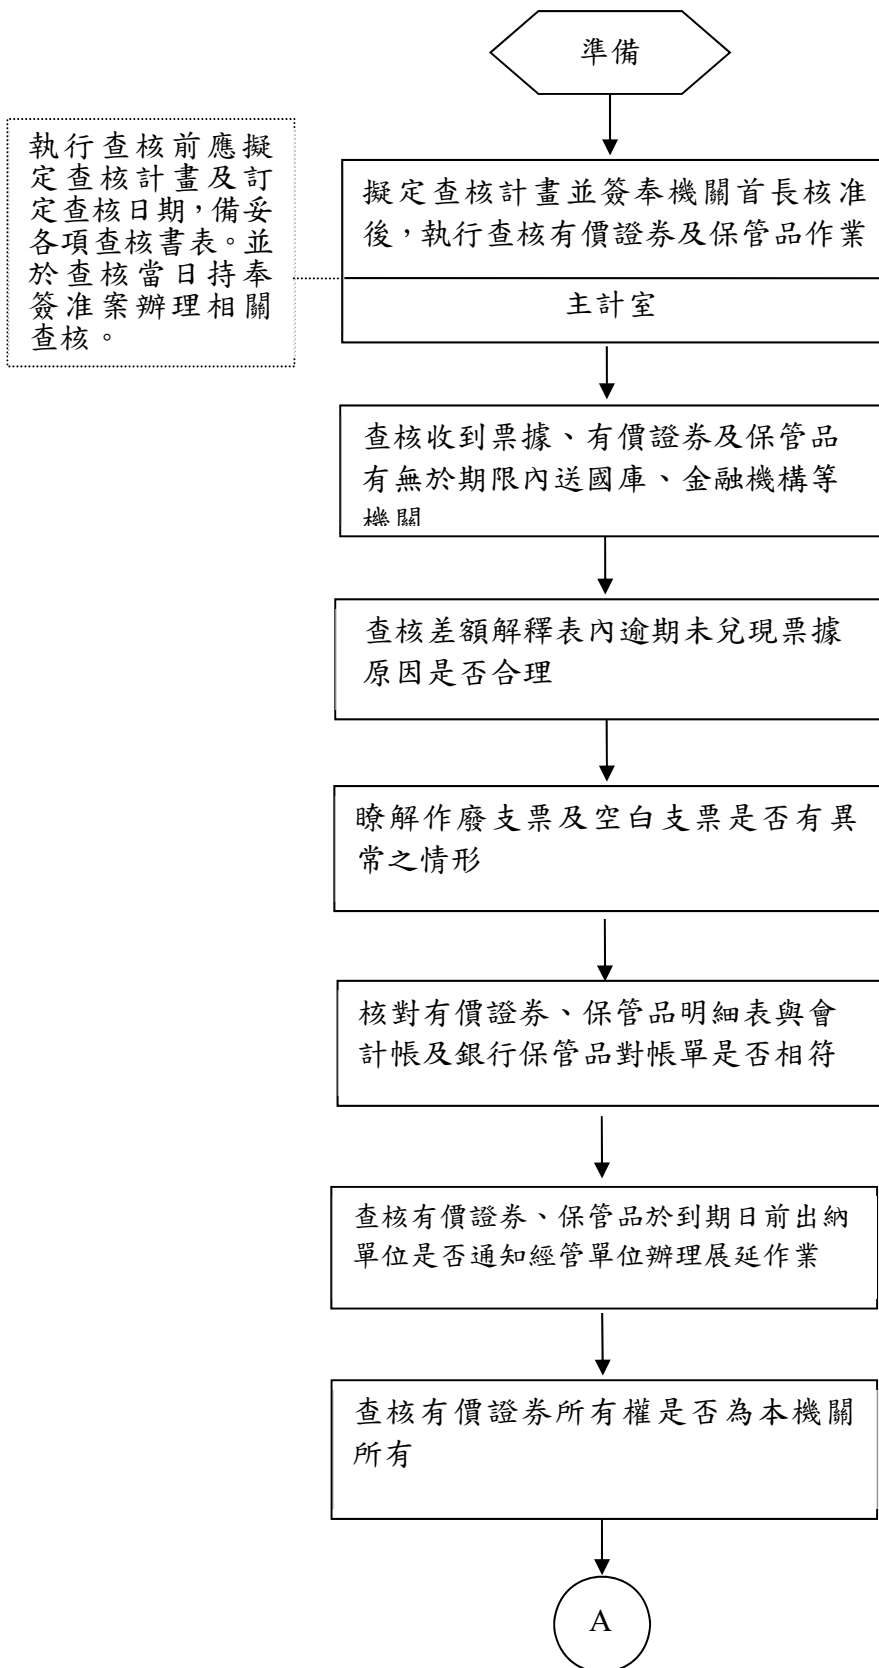 準備
執行查核前應擬
定查核計畫及訂
定查核日期，備妥
各項查核書表。並
於查核當日持奉
簽准案辦理相關
查核。
擬定查核計畫並簽奉機關首長核准
後，執行查核有價證券及保管品作業
主計室
查核收到票據、有價證券及保管品
有無於期限內送國庫、金融機構等
機關
查核差額解釋表內逾期未兌現票據
原因是否合理
瞭解作廢支票及空白支票是否有異
常之情形
核對有價證券、保管品明細表與會
計帳及銀行保管品對帳單是否相符
查核有價證券、保管品於到期日前出納
單位是否通知經管單位辦理展延作業
查核有價證券所有權是否為本機關
所有
A